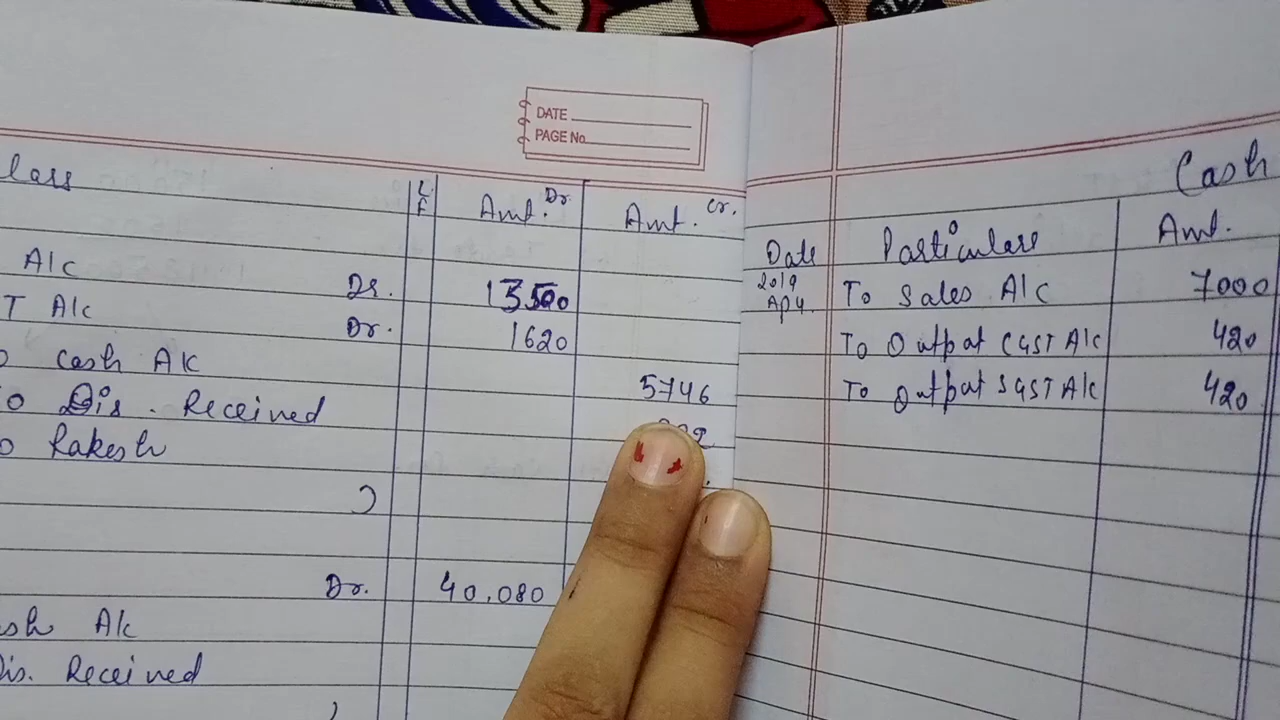 DATE
PAGE No.
lars LF Amt. Dr. Amt. Cr.
A/c Dr. 13500
T A/c Dr. 1620
o Cash A/c 5746
o Dis. Received
o Rakesh
)
Dr. 40,080
sh A/c
Dis. Received
)
Cash
Date Particulars Amt.
2019
Ap 4. To Sales A/c 7000
To Output CGST A/c 420
To Output SGST A/c 420